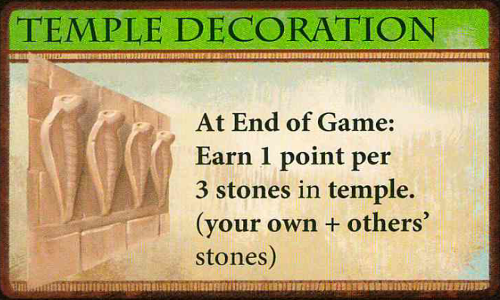 TEMPLE DECORATION
At End of Game:
Earn 1 point per
3 stones in temple.
(your own + others’
stones)